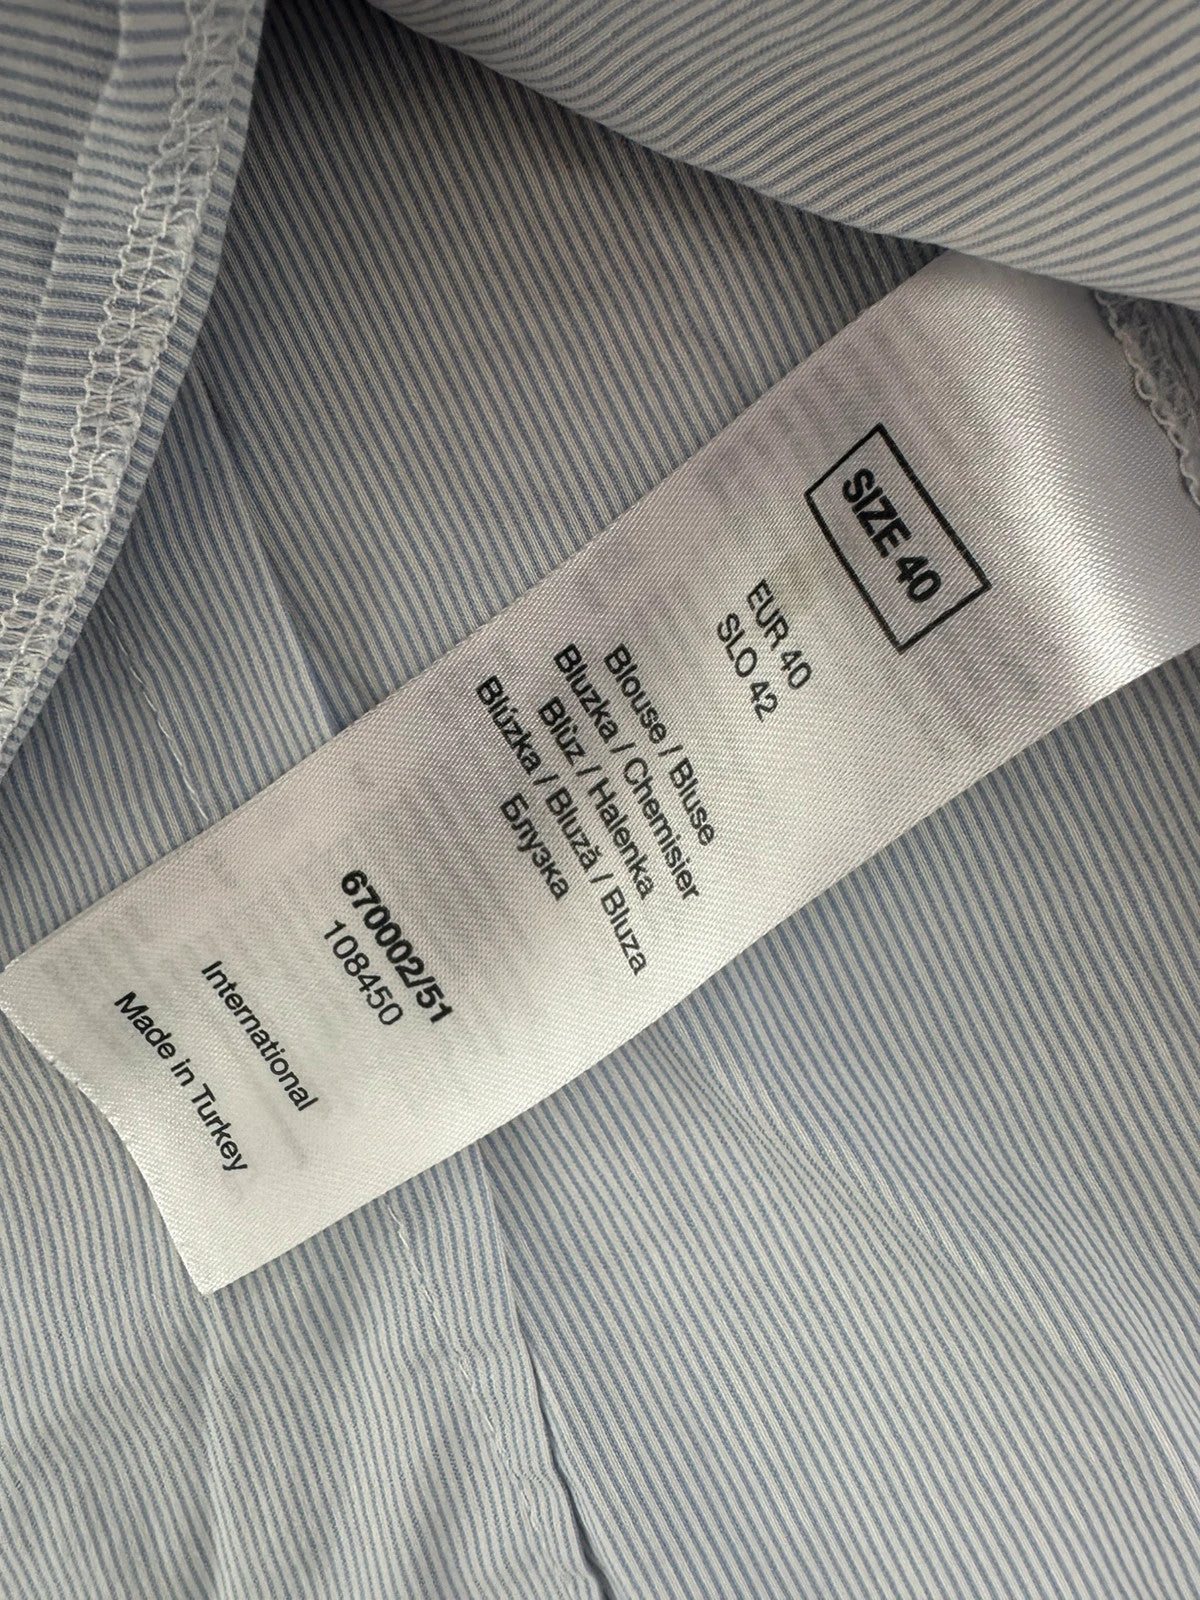 SIZE 40
EUR 40
SLO 42
Blouse / Bluse
Bluzka / Chemisier
Blůz / Halenka
Blúzka / Bluză / Bluza
Блузка
670002/51
108450
International
Made in Turkey